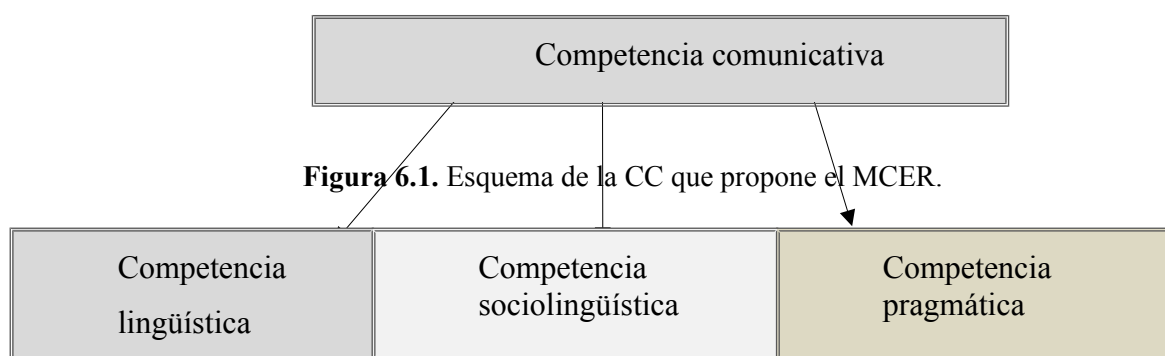 Competencia comunicativa
Figura 6.1. Esquema de la CC que propone el MCER.
Competencia
lingüística
Competencia
sociolingüística
Competencia
pragmática